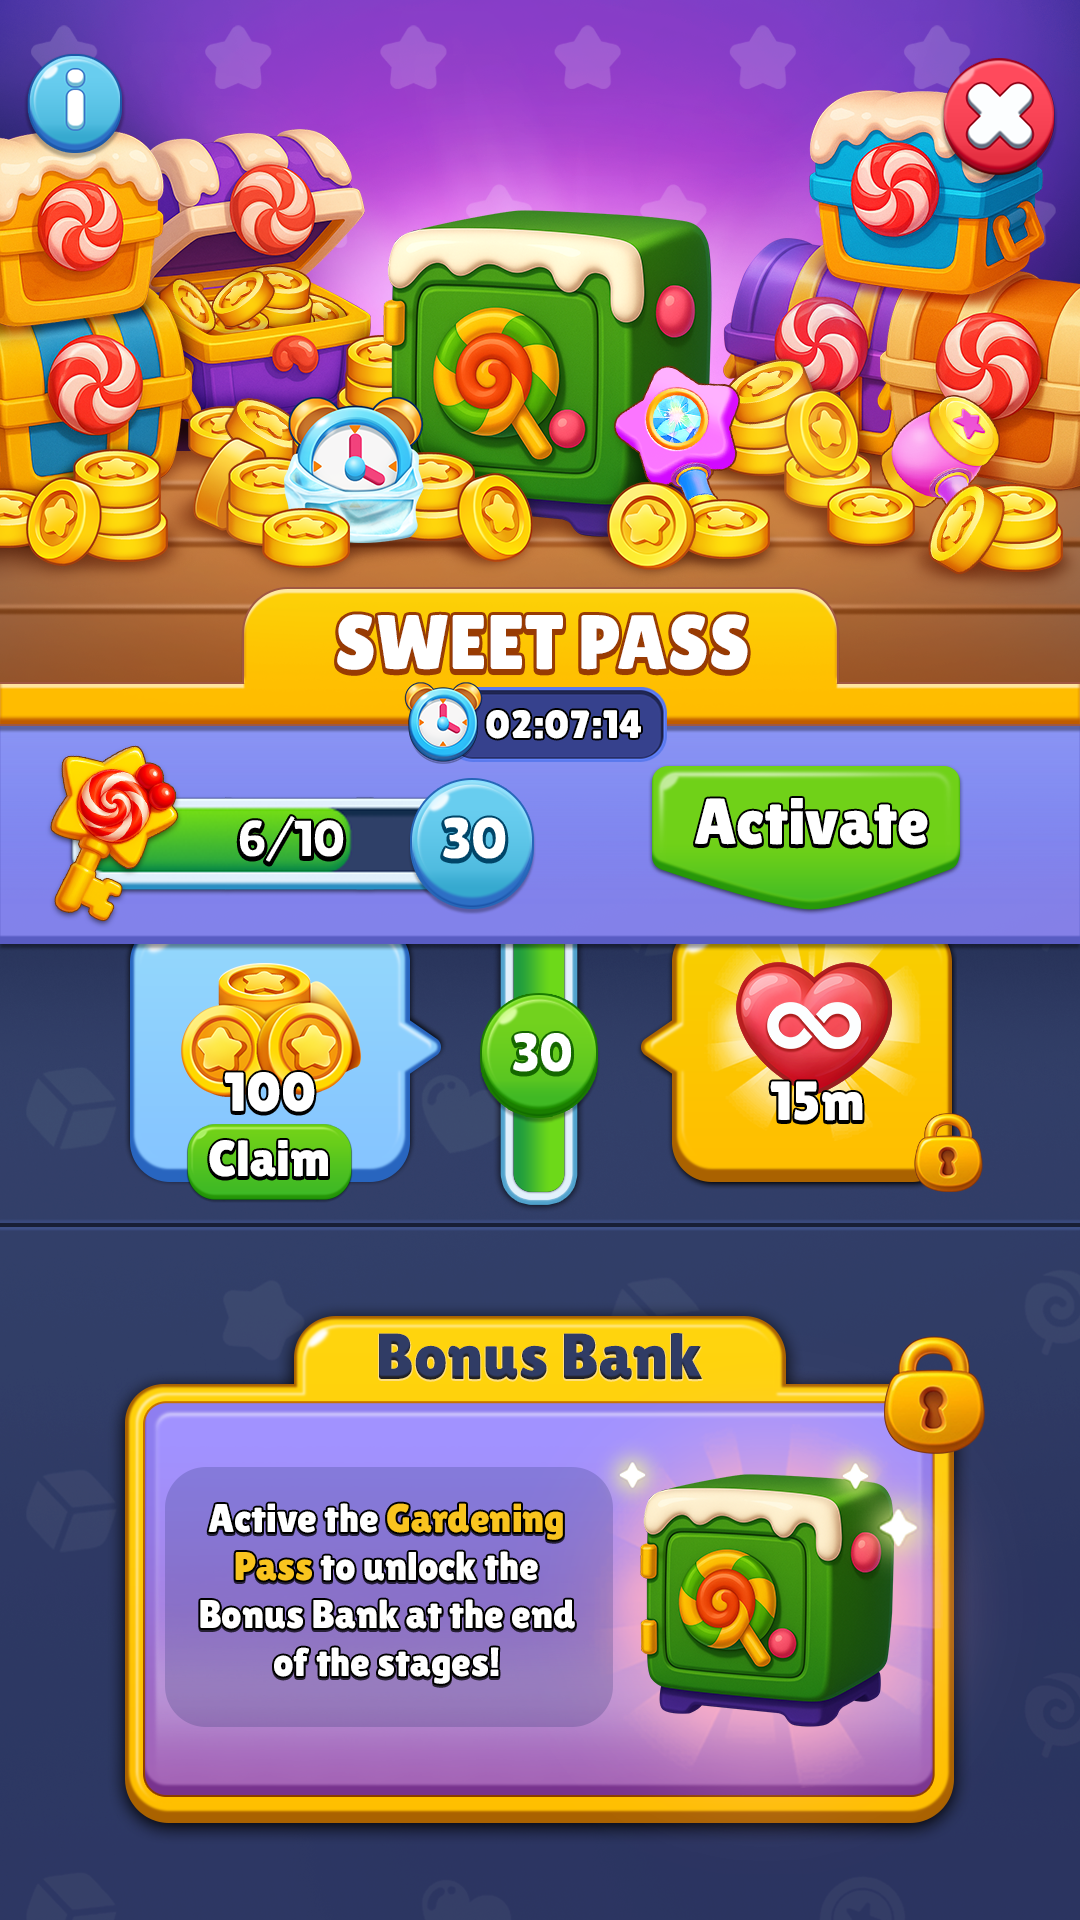 SWEET PASS
02:07:14
6/10
30
Activate
100
Claim
30
15m
Bonus Bank
Active the Gardening
Pass to unlock the
Bonus Bank at the end
of the stages!